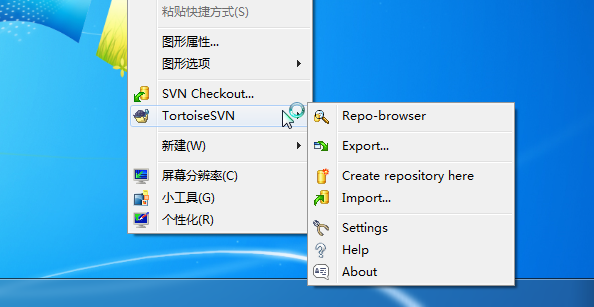 粘贴快捷方式(S)
图形属性...
图形选项
SVN Checkout...
TortoiseSVN
新建(W)
屏幕分辨率(C)
小工具(G)
个性化(R)
Repo-browser
Export...
Create repository here
Import...
Settings
Help
About